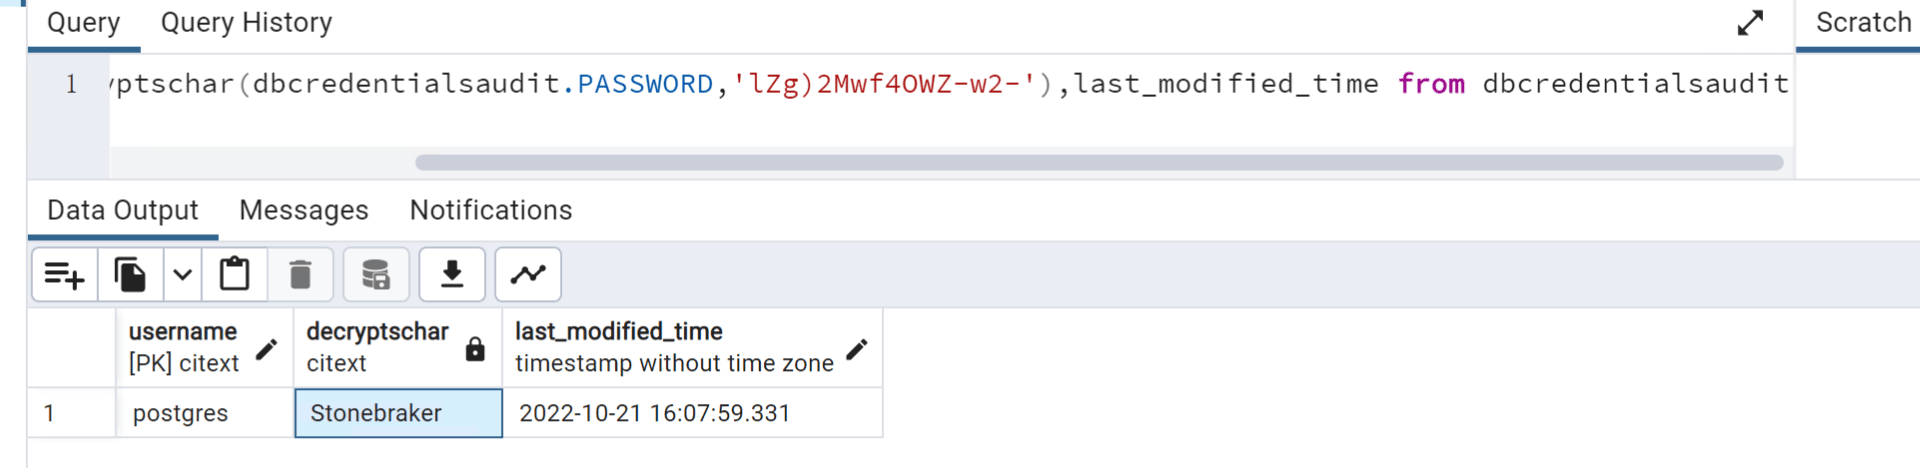 Query Query History Scratch
1 yptschar(dbcredentialsaudit.PASSWORD,'lZg)2Mwf4OWZ-w2-'),last_modified_time from dbcredentialsaudit
Data Output Messages Notifications
username decryptschar last_modified_time
[PK] citext citext timestamp without time zone
1 postgres Stonebraker 2022-10-21 16:07:59.331